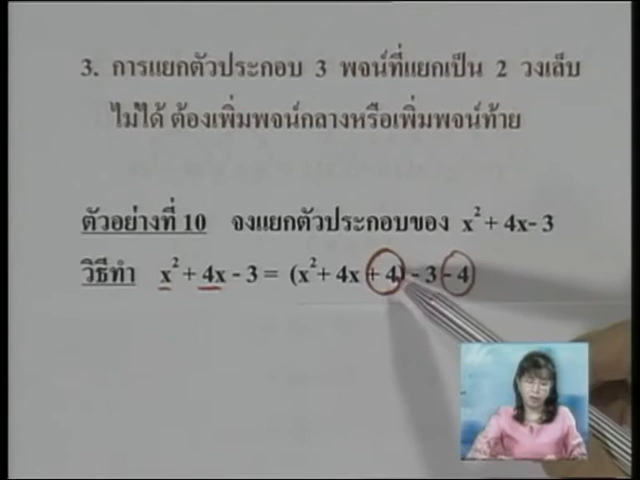 3. การแยกตัวประกอบ 3 พจน์ที่แยกเป็น 2 วงเล็บ
ไม่ได้ ต้องเพิ่มพจน์กลางหรือเพิ่มพจน์ท้าย
ตัวอย่างที่ 10 จงแยกตัวประกอบของ x² + 4x- 3
วิธีทำ x² + 4x - 3 = (x²+ 4x + 4) - 3 - 4